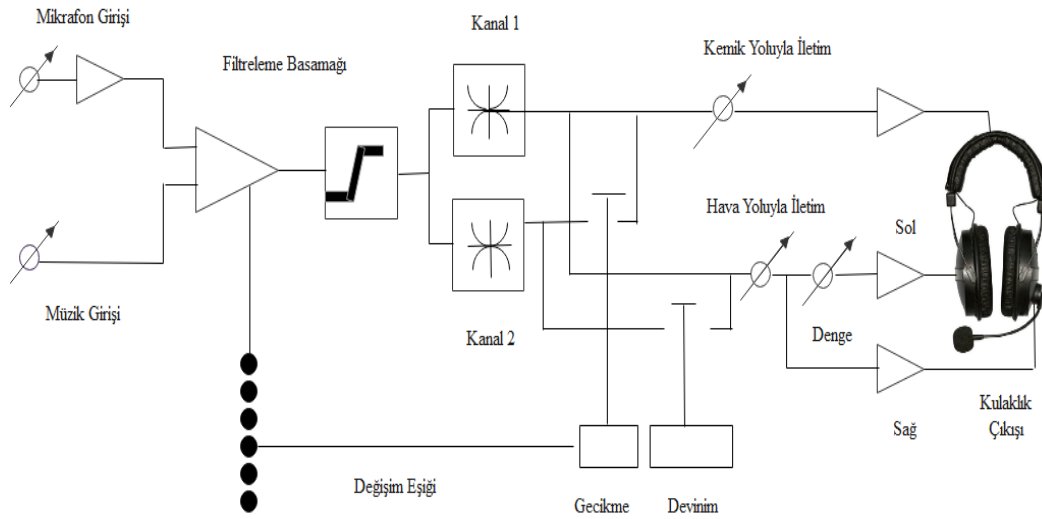 Mikrafon Girişi
Kanal 1
Kemik Yoluyla İletim
Filtreleme Basamağı
Hava Yoluyla İletim
Sol
Müzik Girişi
Kanal 2
Denge
Sağ
Kulaklık
Çıkışı
Değişim Eşiği
Gecikme
Devinim